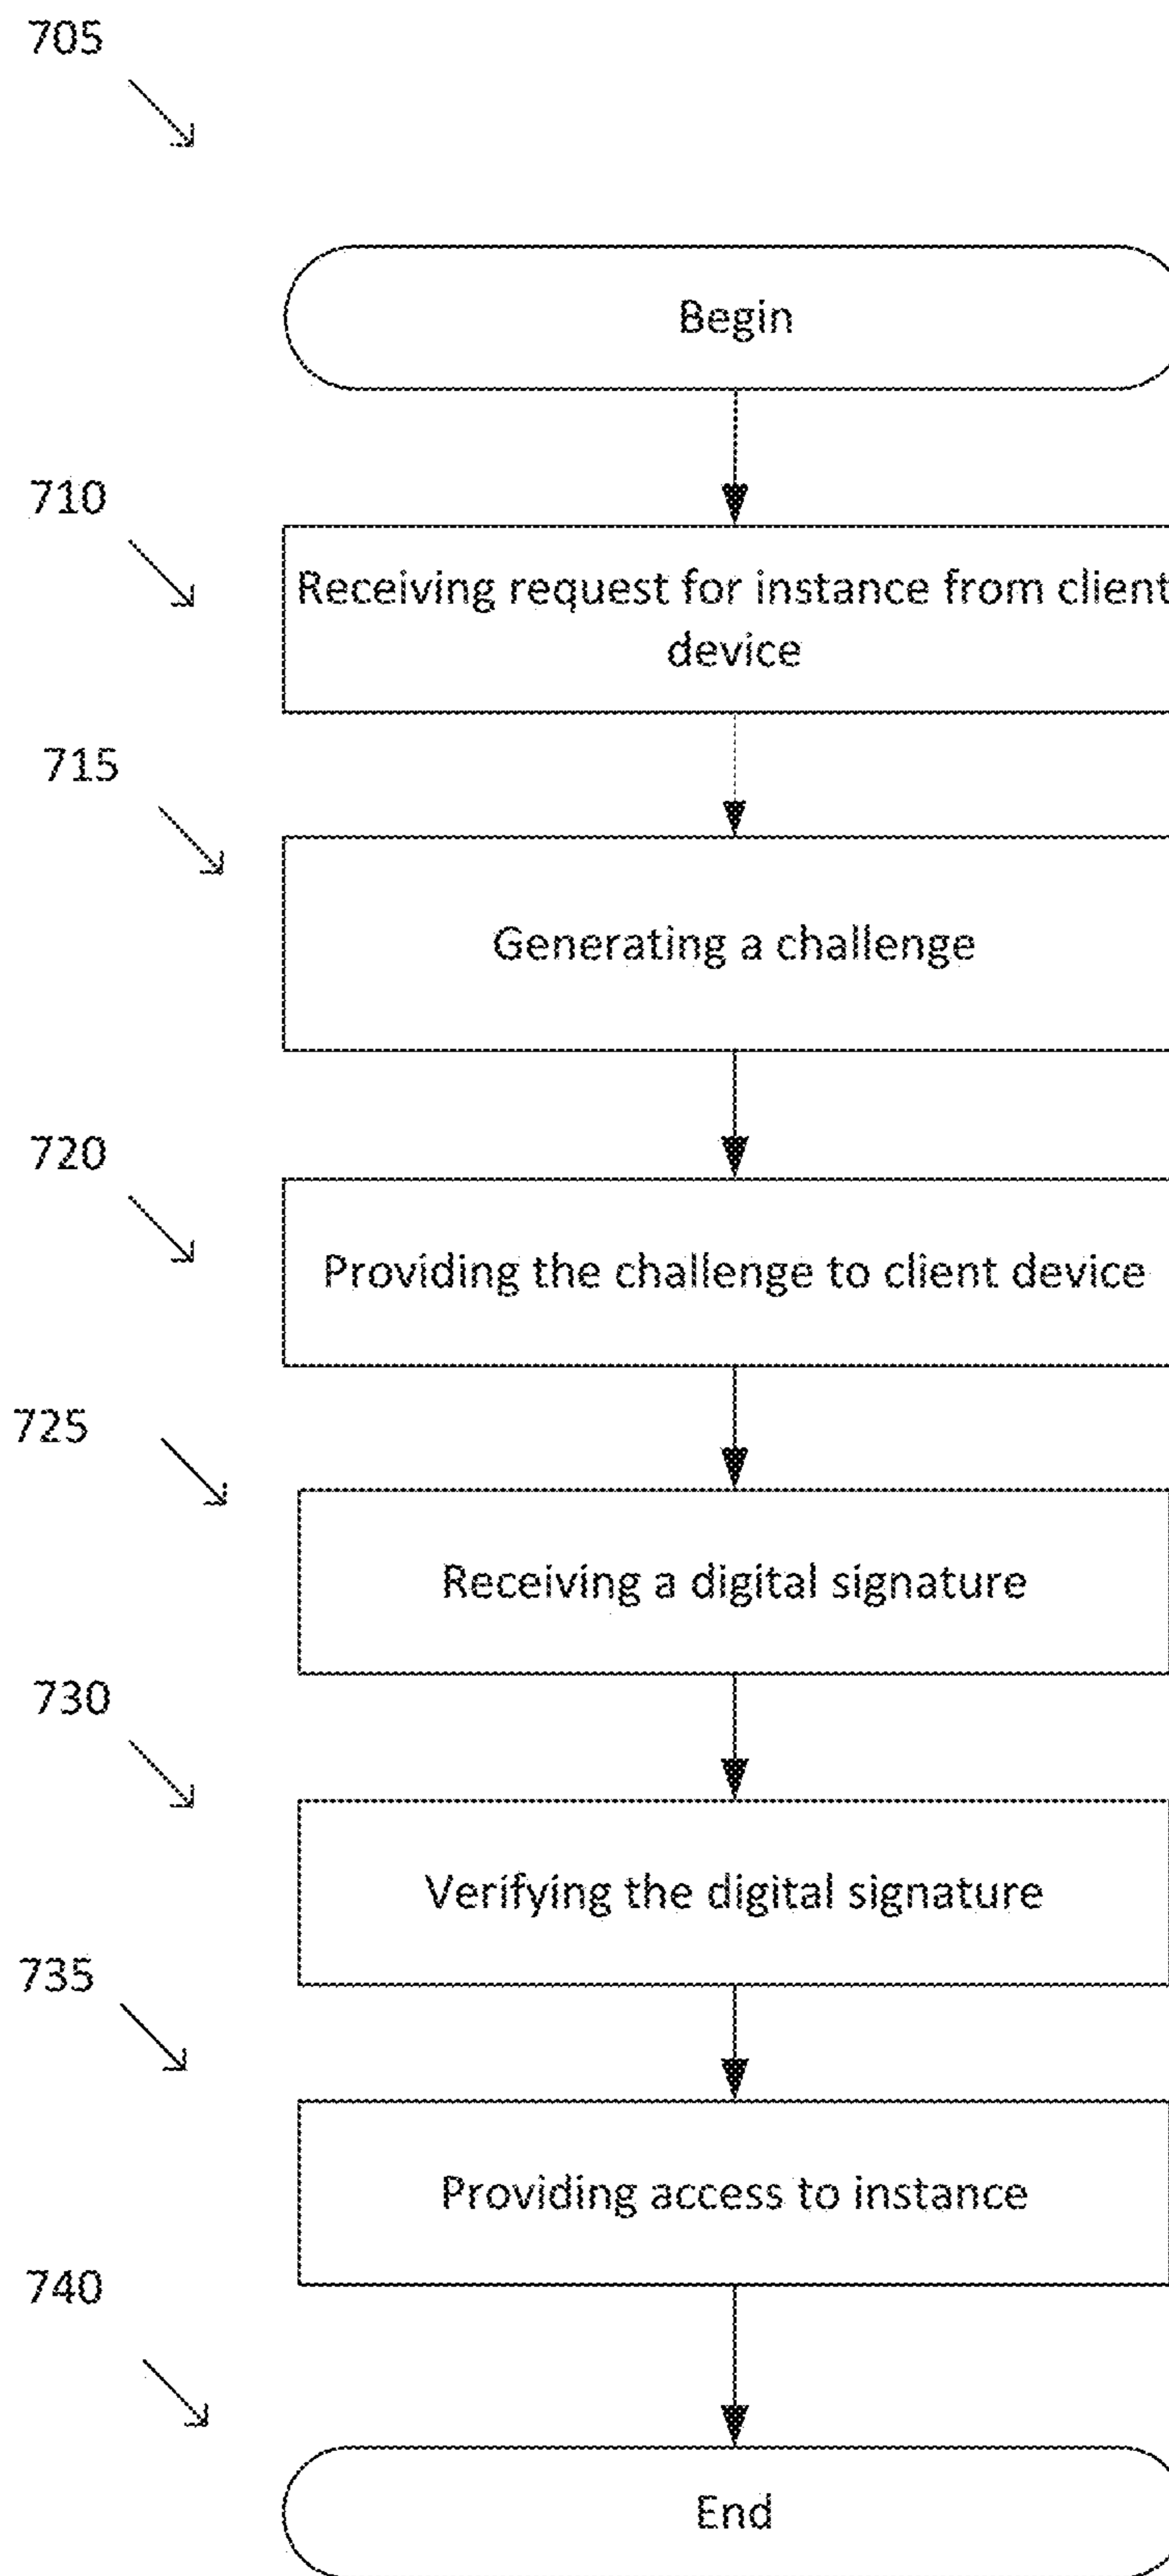 705
Begin
710
Receiving request for instance from client
device
715
Generating a challenge
720
Providing the challenge to client device
725
Receiving a digital signature
730
Verifying the digital signature
735
Providing access to instance
740
End